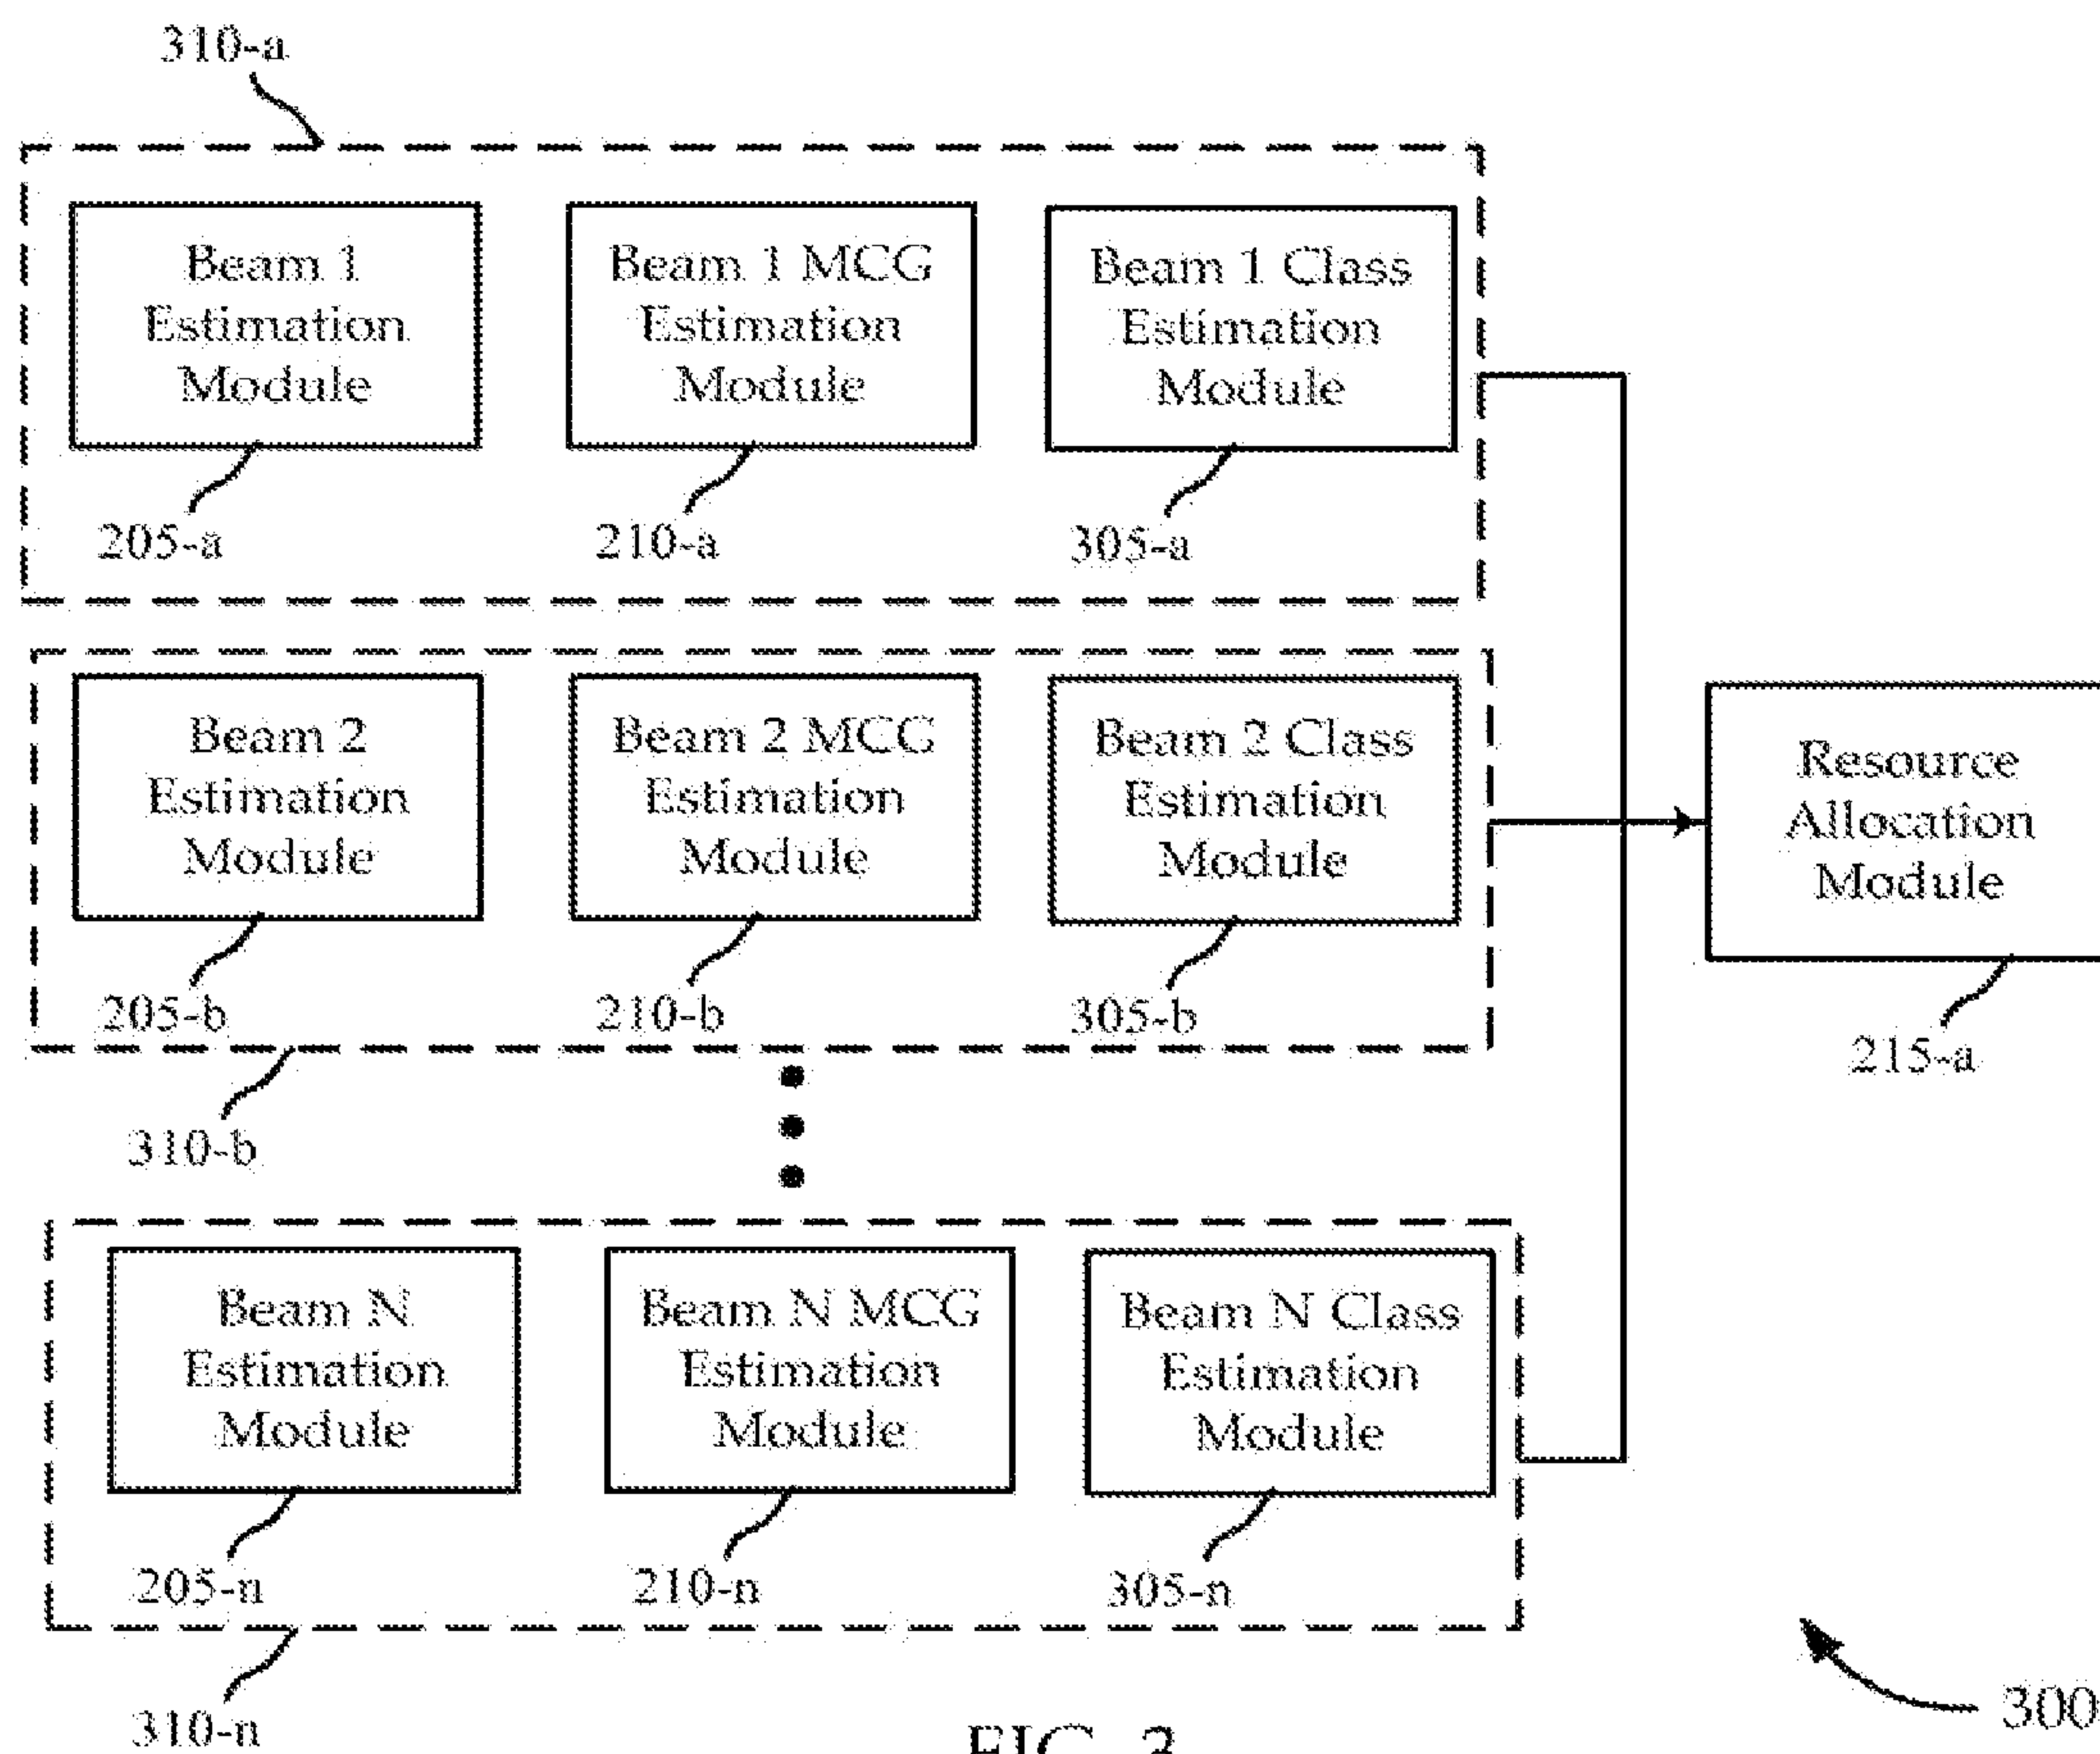 310-a
Beam 1
Estimation
Module
Beam 1 MCG
Estimation
Module
Beam 1 Class
Estimation
Module
205-a
210-a
305-a
Beam 2
Estimation
Module
Beam 2 MCG
Estimation
Module
Beam 2 Class
Estimation
Module
Resource
Allocation
Module
205-b
210-b
305-b
215-a
310-b
Beam N
Estimation
Module
Beam N MCG
Estimation
Module
Beam N Class
Estimation
Module
205-n
210-n
305-n
310-n
300
FIG. 3